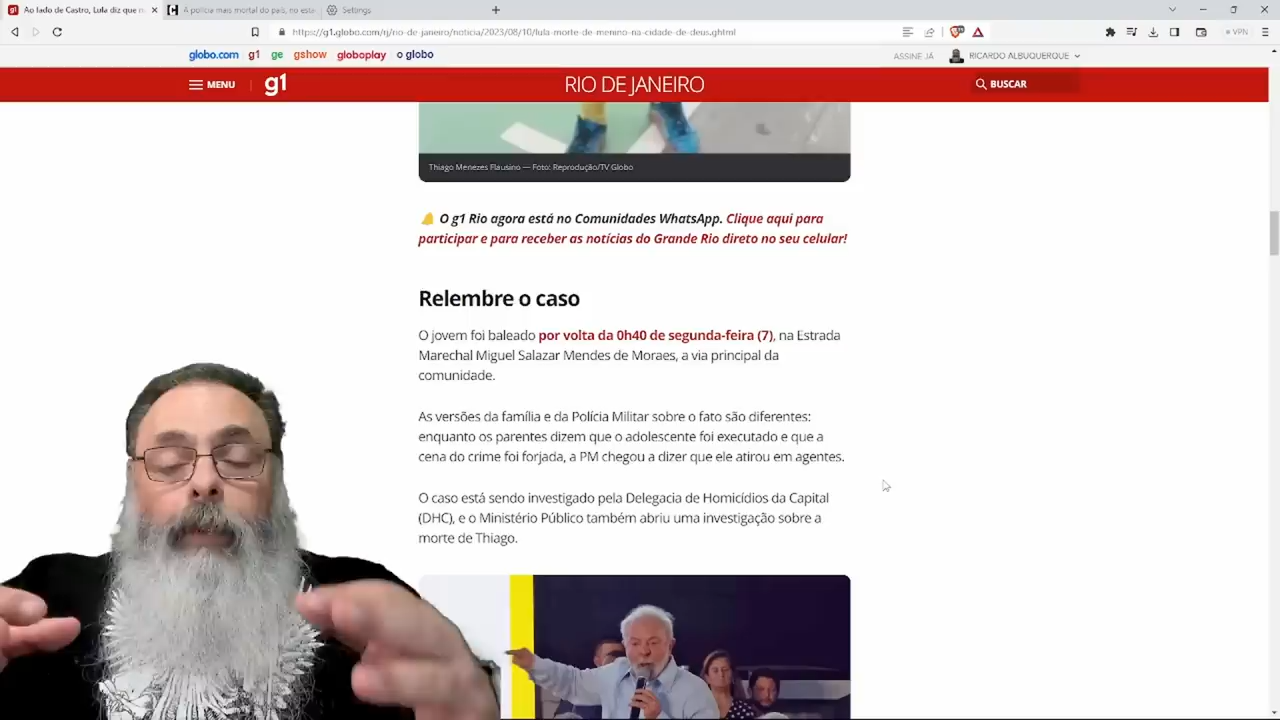 Ao lado de Castro, Lula diz que n
A polícia mais mortal do país, no esta
Settings
https://g1.globo.com/rj/rio-de-janeiro/noticia/2023/08/10/lula-morte-de-menino-na-cidade-de-deus.ghtml
VPN
globo.com g1 ge gshow globoplay o globo
ASSINE JÁ
RICARDO ALBUQUERQUE
MENU
g1
RIO DE JANEIRO
BUSCAR
Thiago Menezes Flausino — Foto: Reprodução/TV Globo
O g1 Rio agora está no Comunidades WhatsApp. Clique aqui para
participar e para receber as notícias do Grande Rio direto no seu celular!
Relembre o caso
O jovem foi baleado por volta da 0h40 de segunda-feira (7), na Estrada
Marechal Miguel Salazar Mendes de Moraes, a via principal da
comunidade.
As versões da família e da Polícia Militar sobre o fato são diferentes:
enquanto os parentes dizem que o adolescente foi executado e que a
cena do crime foi forjada, a PM chegou a dizer que ele atirou em agentes.
O caso está sendo investigado pela Delegacia de Homicídios da Capital
(DHC), e o Ministério Público também abriu uma investigação sobre a
morte de Thiago.